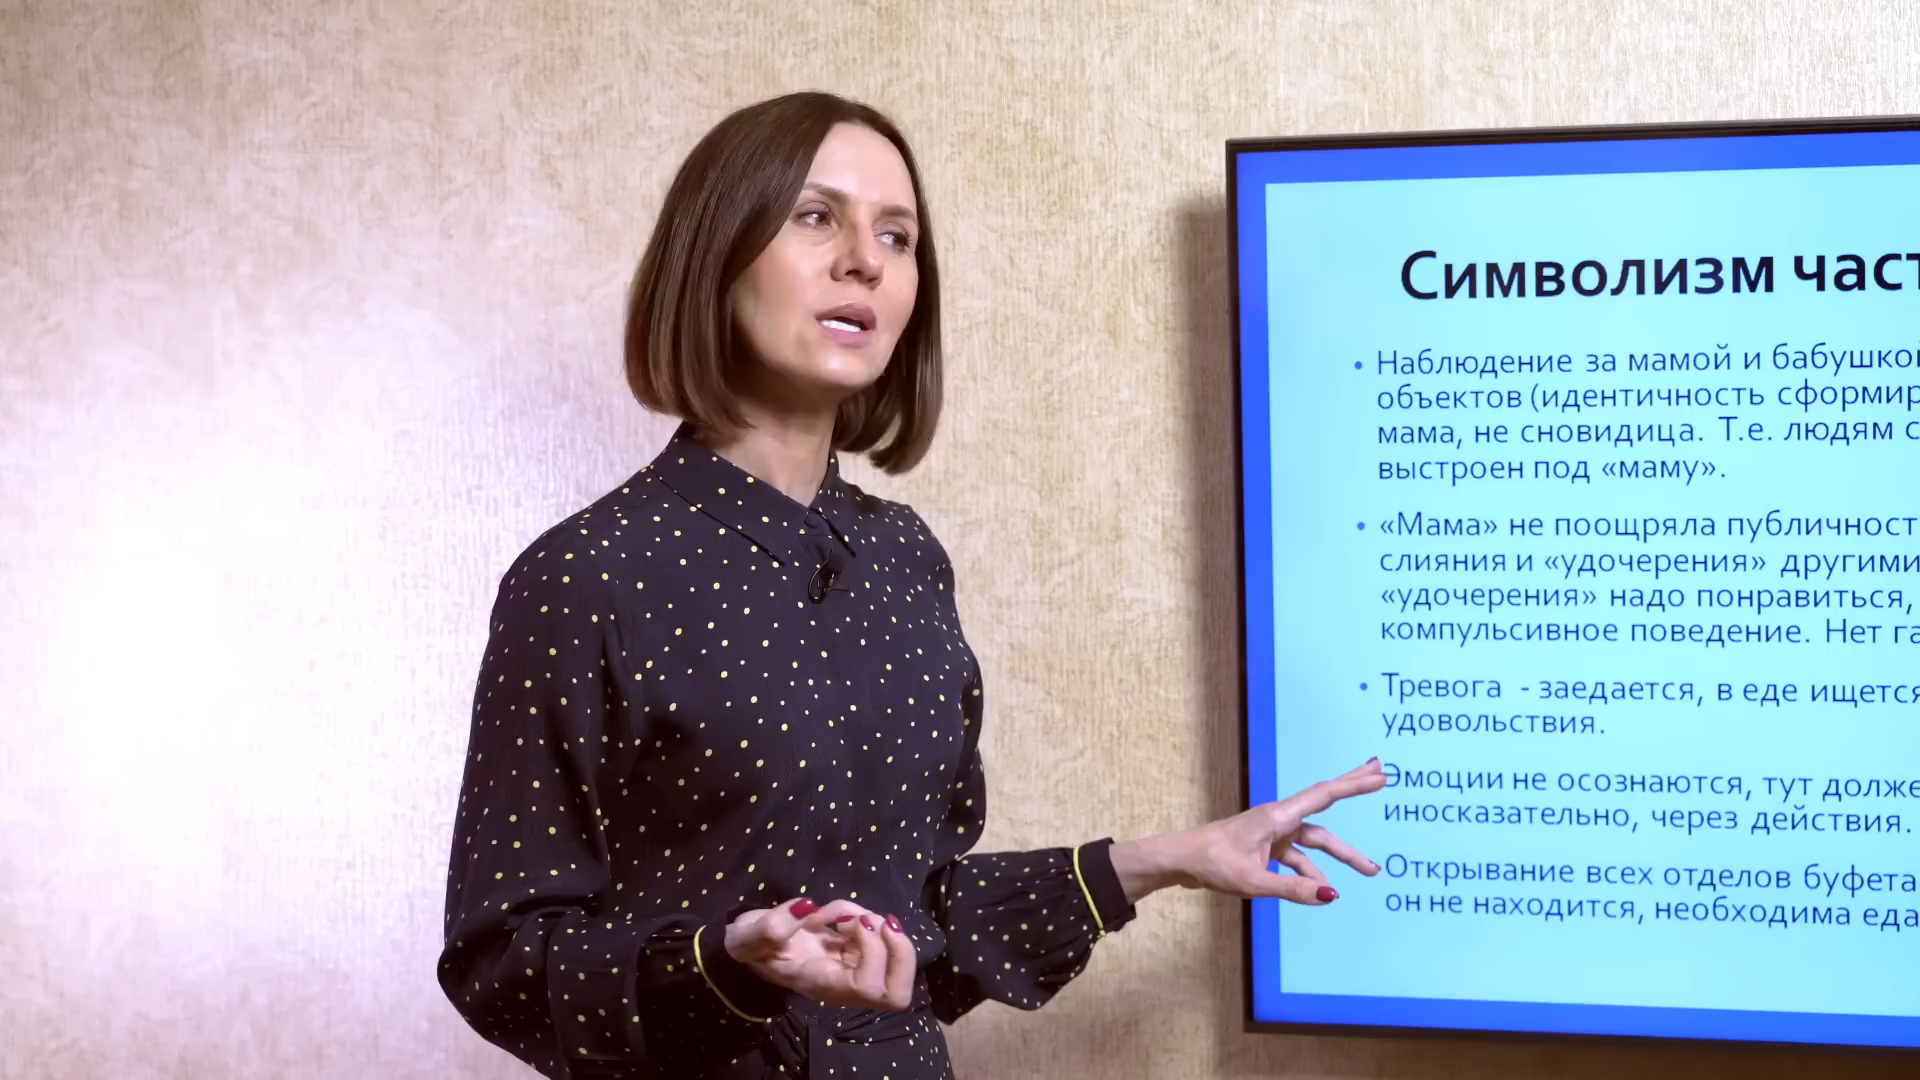 Символизм част
• Наблюдение за мамой и бабушкой
объектов (идентичность сформир
мама, не сновидица. Т.е. людям с
выстроен под «маму».
• «Мама» не поощряла публичност
слияния и «удочерения» другими
«удочерения» надо понравиться,
компульсивное поведение. Нет га
• Тревога - заедается, в еде ищется
удовольствия.
Эмоции не осознаются, тут долже
иносказательно, через действия.
Открывание всех отделов буфета
он не находится, необходима еда